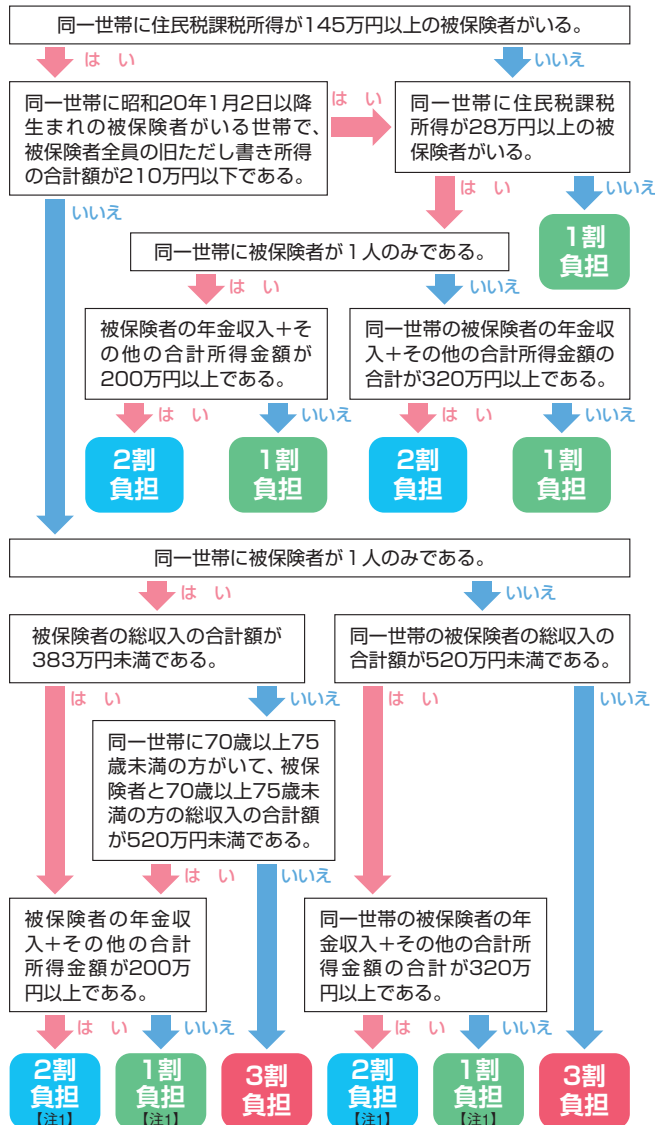 同一世帯に住民税課税所得が145万円以上の被保険者がいる。
は い
いいえ
同一世帯に昭和20年1月2日以降
生まれの被保険者がいる世帯で、
被保険者全員の旧ただし書き所得
の合計額が210万円以下である。
は い
同一世帯に住民税課税
所得が28万円以上の被
保険者がいる。
いいえ
は い
いいえ
1割
負担
同一世帯に被保険者が1人のみである。
は い
いいえ
被保険者の年金収入+そ
の他の合計所得金額が
200万円以上である。
同一世帯の被保険者の年金収
入+その他の合計所得金額の
合計が320万円以上である。
は い
いいえ
は い
いいえ
2割
負担
1割
負担
2割
負担
1割
負担
同一世帯に被保険者が1人のみである。
は い
いいえ
被保険者の総収入の合計額が
383万円未満である。
同一世帯の被保険者の総収入の
合計額が520万円未満である。
は い
いいえ
は い
いいえ
同一世帯に70歳以上75
歳未満の方がいて、被保
険者と70歳以上75歳未
満の方の総収入の合計額
が520万円未満である。
は い
いいえ
被保険者の年金収
入+その他の合計
所得金額が200万
円以上である。
同一世帯の被保険者の年
金収入+その他の合計所
得金額の合計が320万
円以上である。
は い
いいえ
は い
いいえ
2割
負担
【注1】
1割
負担
【注1】
3割
負担
2割
負担
【注1】
1割
負担
【注1】
3割
負担